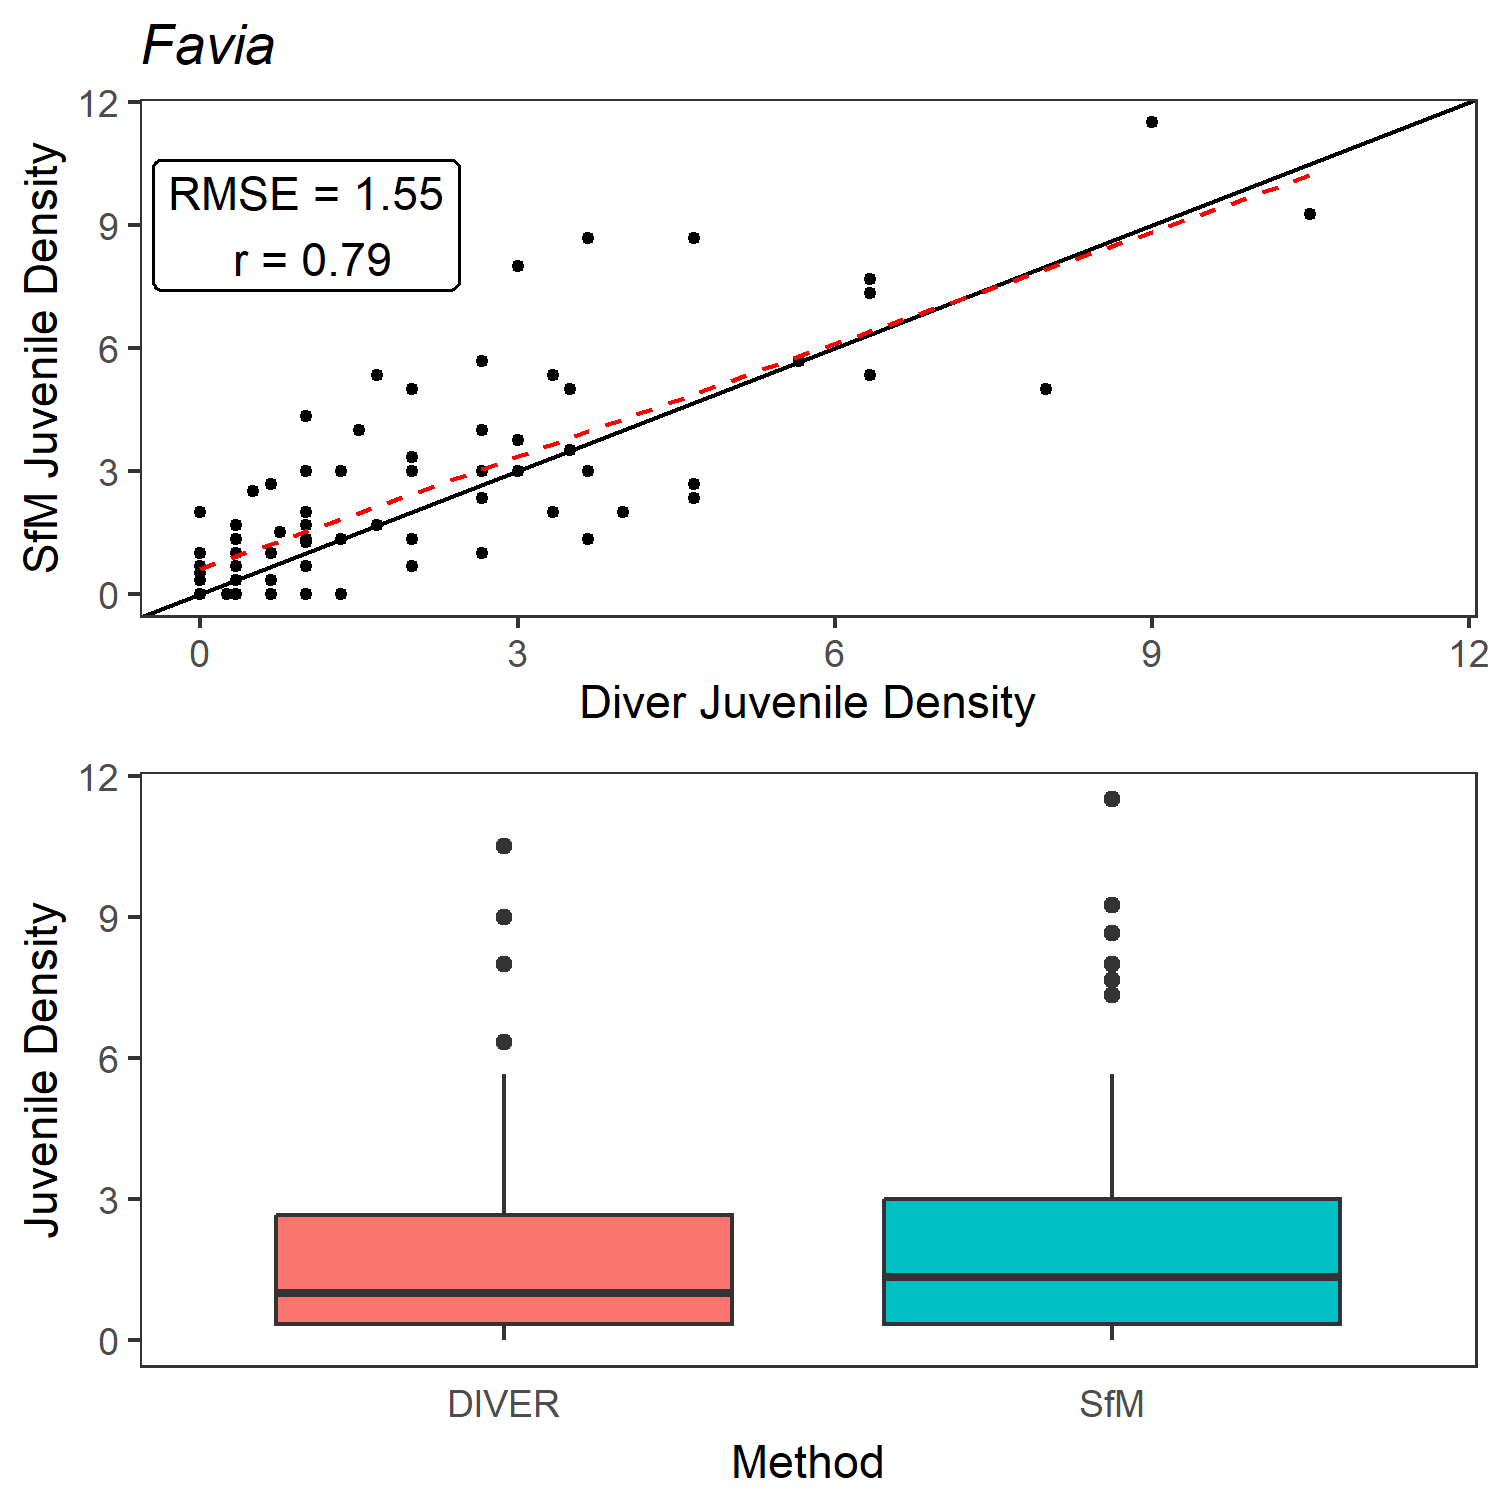 Favia
12
9
6
3
0
SfM Juvenile Density
RMSE = 1.55
r = 0.79
0 3 6 9 12
Diver Juvenile Density
12
9
6
3
0
Juvenile Density
DIVER SfM
Method